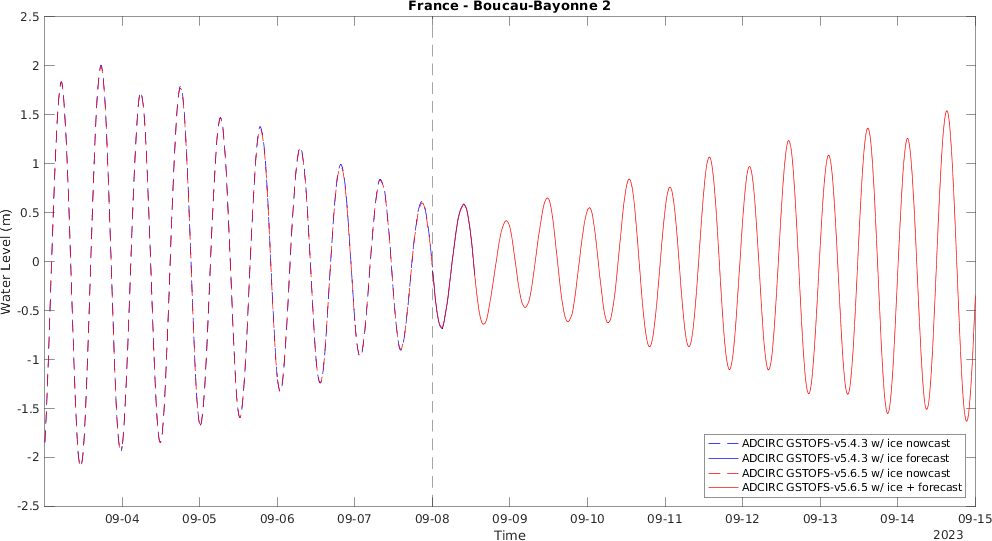 France - Boucau-Bayonne 2
2.5
2
1.5
1
0.5
0
-0.5
-1
-1.5
-2
-2.5
Water Level (m)
ADCIRC GSTOFS-v5.4.3 w/ ice nowcast
ADCIRC GSTOFS-v5.4.3 w/ ice forecast
ADCIRC GSTOFS-v5.6.5 w/ ice nowcast
ADCIRC GSTOFS-v5.6.5 w/ ice + forecast
09-04 09-05 09-06 09-07 09-08 09-09 09-10 09-11 09-12 09-13 09-14 09-15
Time
2023